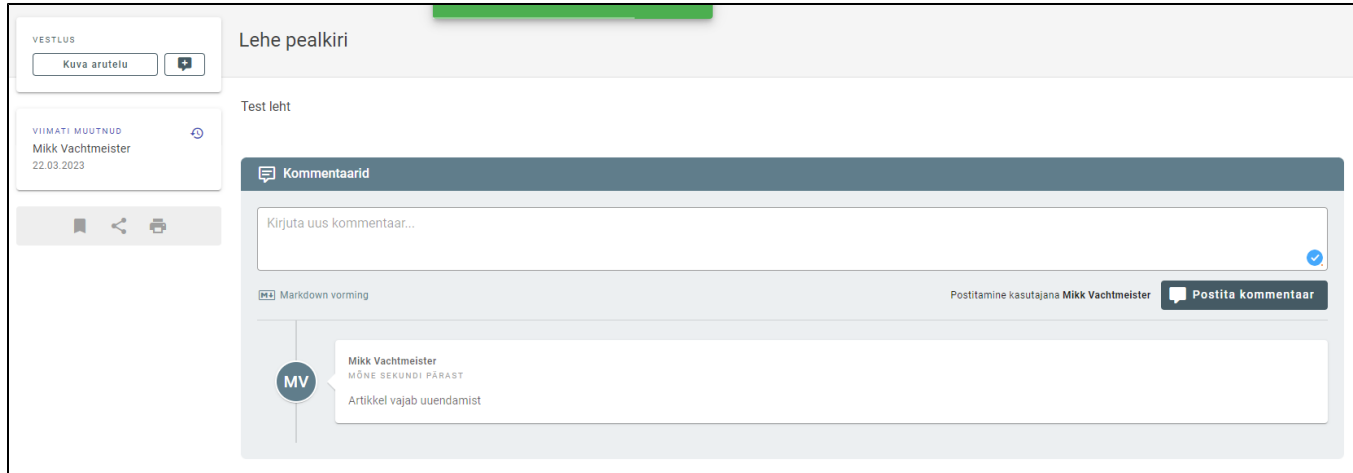 VESTLUS
Kuva arutelu
Lehe pealkiri
VIIMATI MUUTNUD
Mikk Vachtmeister
22.03.2023
Test leht
Kommentaarid
Kirjuta uus kommentaar...
M Markdown vorming
Postitamine kasutajana Mikk Vachtmeister
Postita kommentaar
MV
Mikk Vachtmeister
MÕNE SEKUNDI PÄRAST
Artikkel vajab uuendamist